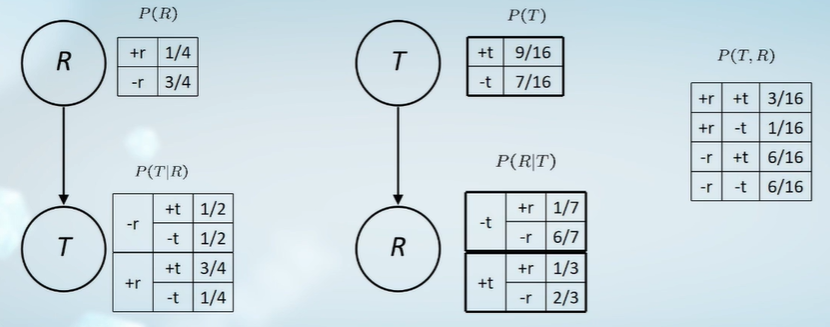 P(R)
R
+r 1/4
-r 3/4
P(T|R)
T
-r +t 1/2
-t 1/2
+r +t 3/4
-t 1/4
P(T)
T
+t 9/16
-t 7/16
P(R|T)
R
-t +r 1/7
-r 6/7
+t +r 1/3
-r 2/3
P(T, R)
+r +t 3/16
+r -t 1/16
-r +t 6/16
-r -t 6/16